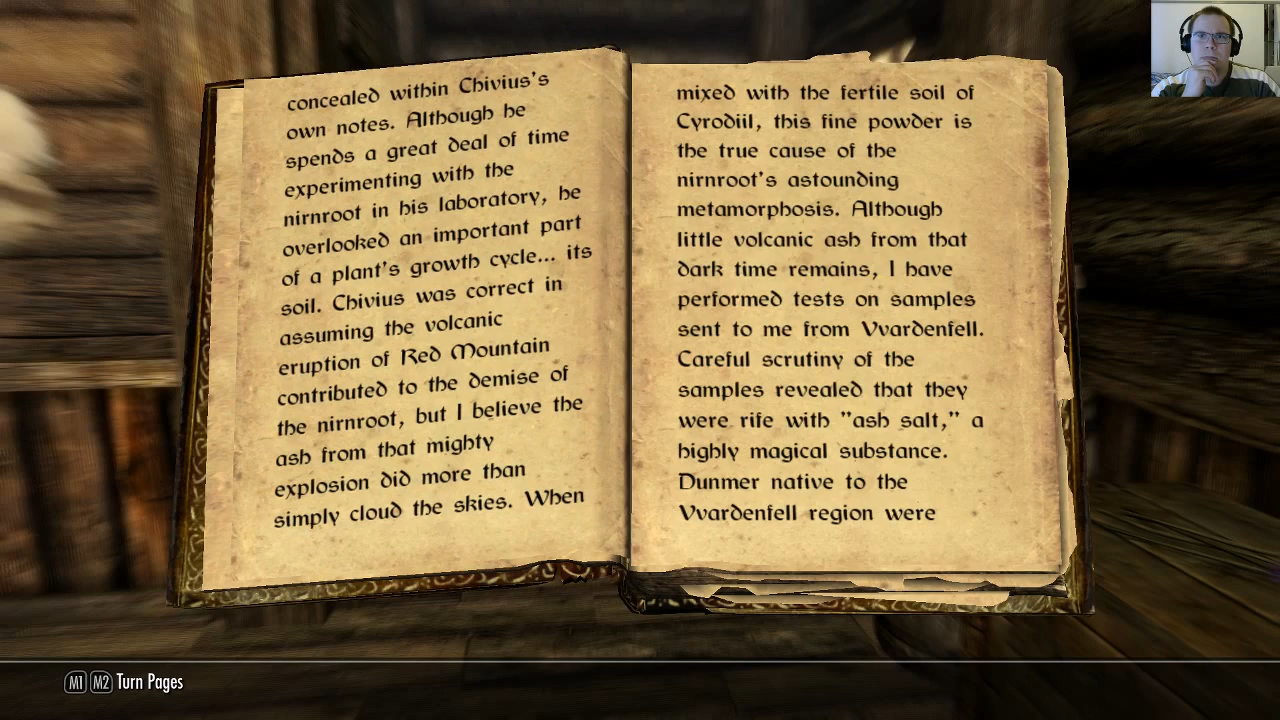 concealed within Chivius's
own notes. Although he
spends a great deal of time
experimenting with the
nirnroot in his laboratory, he
overlooked an important part
of a plant's growth cycle... its
soil. Chivius was correct in
assuming the volcanic
eruption of Red Mountain
contributed to the demise of
the nirnroot, but I believe the
ash from that mighty
explosion did more than
simply cloud the skies. When
mixed with the fertile soil of
Cyrodiil, this fine powder is
the true cause of the
nirnroot's astounding
metamorphosis. Although
little volcanic ash from that
dark time remains, I have
performed tests on samples
sent to me from Vvardenfell.
Careful scrutiny of the
samples revealed that they
were rife with "ash salt," a
highly magical substance.
Dunmer native to the
Vvardenfell region were
M1 M2 Turn Pages